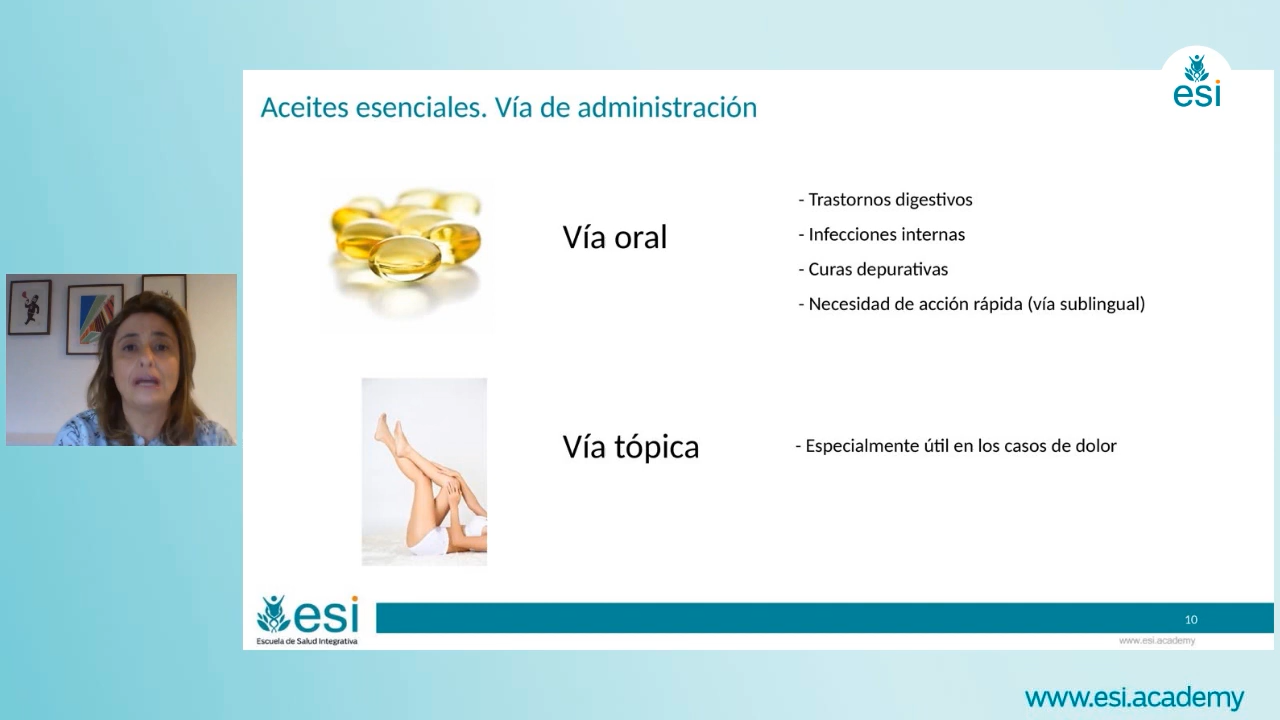 esi
Aceites esenciales. Vía de administración
Vía oral
- Trastornos digestivos
- Infecciones internas
- Curas depurativas
- Necesidad de acción rápida (vía sublingual)
Vía tópica
- Especialmente útil en los casos de dolor
esi
Escuela de Salud Integrativa
10
www.esi.academy
www.esi.academy